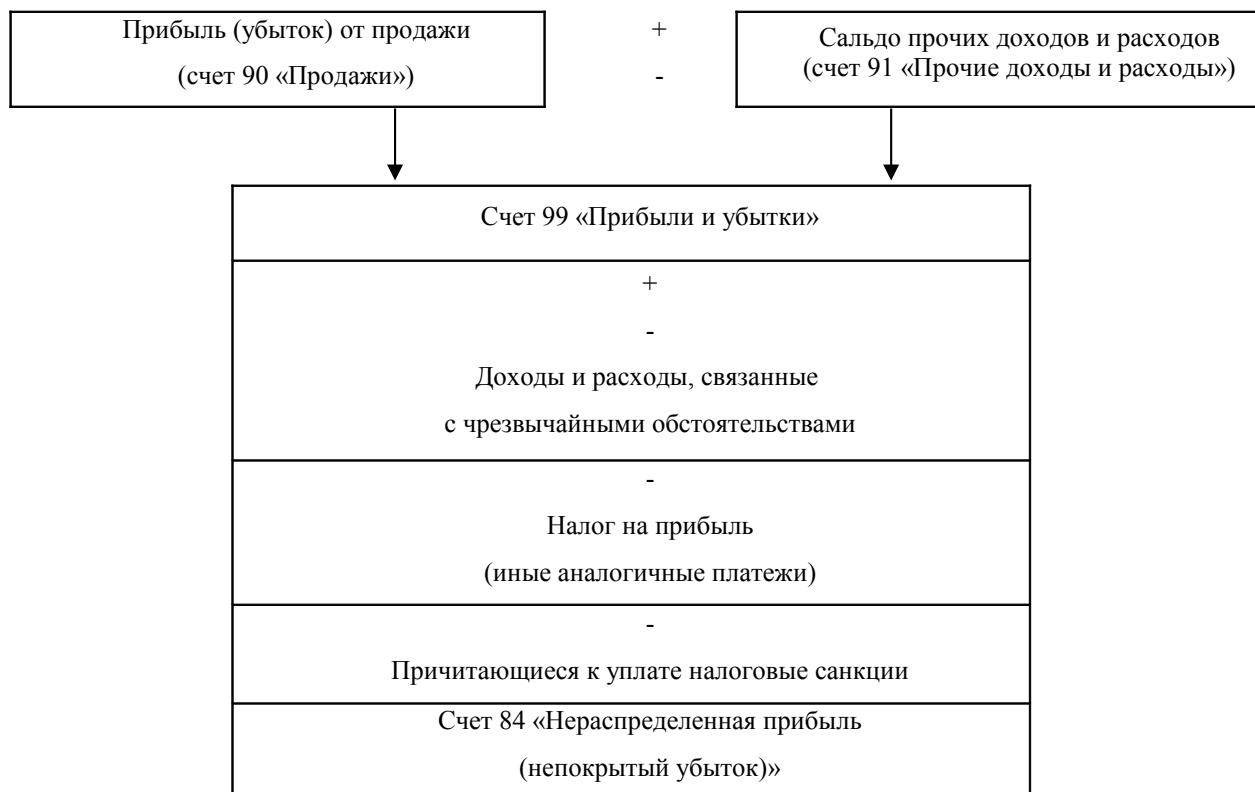 Прибыль (убыток) от продажи
(счет 90 «Продажи»)
+
-
Сальдо прочих доходов и расходов
(счет 91 «Прочие доходы и расходы»)
Счет 99 «Прибыли и убытки»
+
-
Доходы и расходы, связанные
с чрезвычайными обстоятельствами
-
Налог на прибыль
(иные аналогичные платежи)
-
Причитающиеся к уплате налоговые санкции
Счет 84 «Нераспределенная прибыль
(непокрытый убыток)»